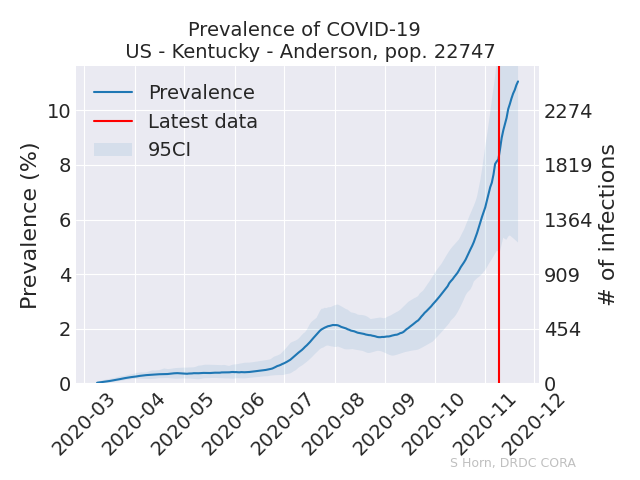 Prevalence of COVID-19
US - Kentucky - Anderson, pop. 22747
Prevalence
Latest data
95CI
Prevalence (%)
10
8
6
4
2
0
2274
1819
1364
909
454
0
# of infections
2020-03
2020-04
2020-05
2020-06
2020-07
2020-08
2020-09
2020-10
2020-11
2020-12
S Horn, DRDC CORA